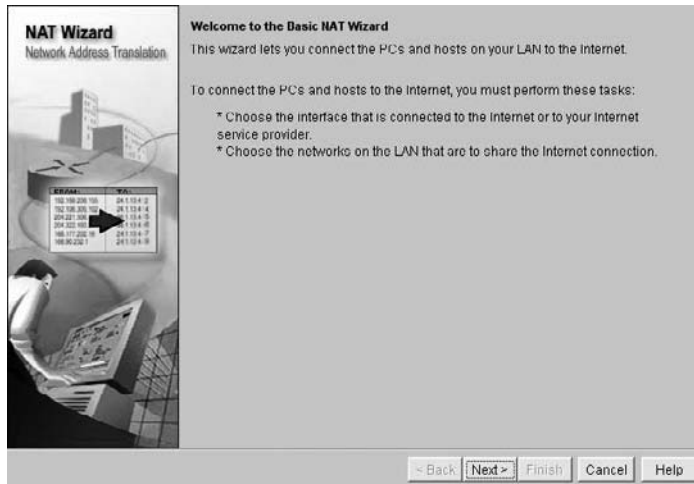 NAT Wizard
Network Address Translation
Welcome to the Basic NAT Wizard
This wizard lets you connect the PCs and hosts on your LAN to the Internet.
To connect the PCs and hosts to the Internet, you must perform these tasks:
* Choose the interface that is connected to the Internet or to your Internet
service provider.
* Choose the networks on the LAN that are to share the Internet connection.
FROM: TO:
< Back Next > Finish Cancel Help